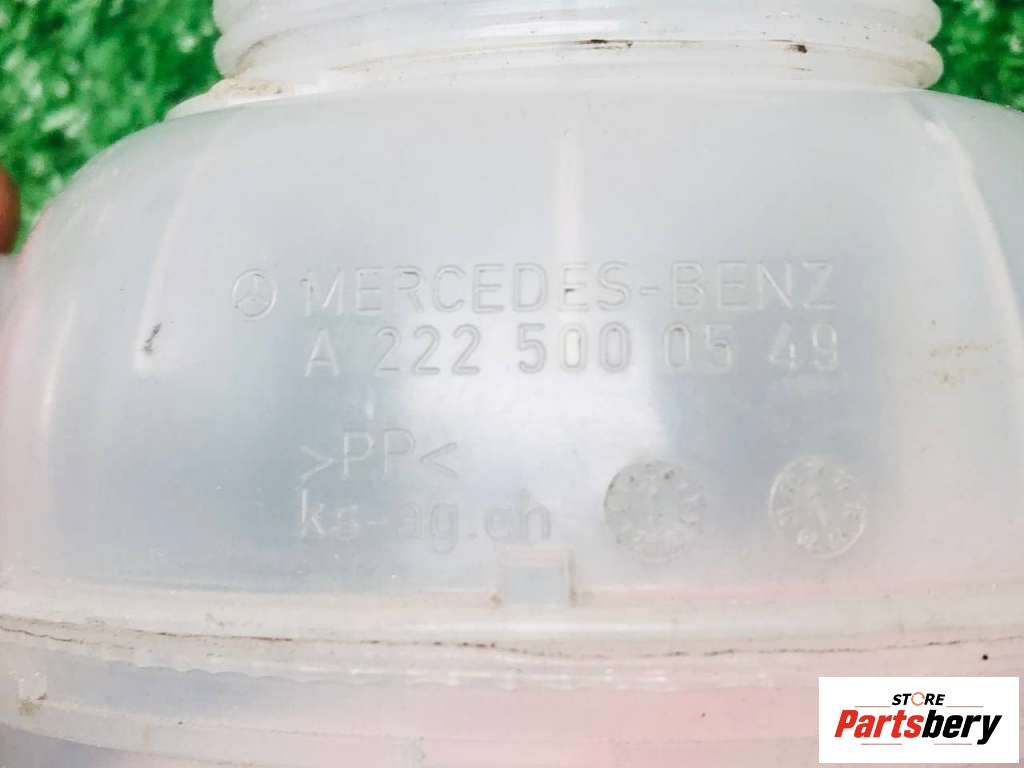 MERCEDES-BENZ
A 222 500 05 49
>PP<
ks-ag.ch
STORE
Partsbery